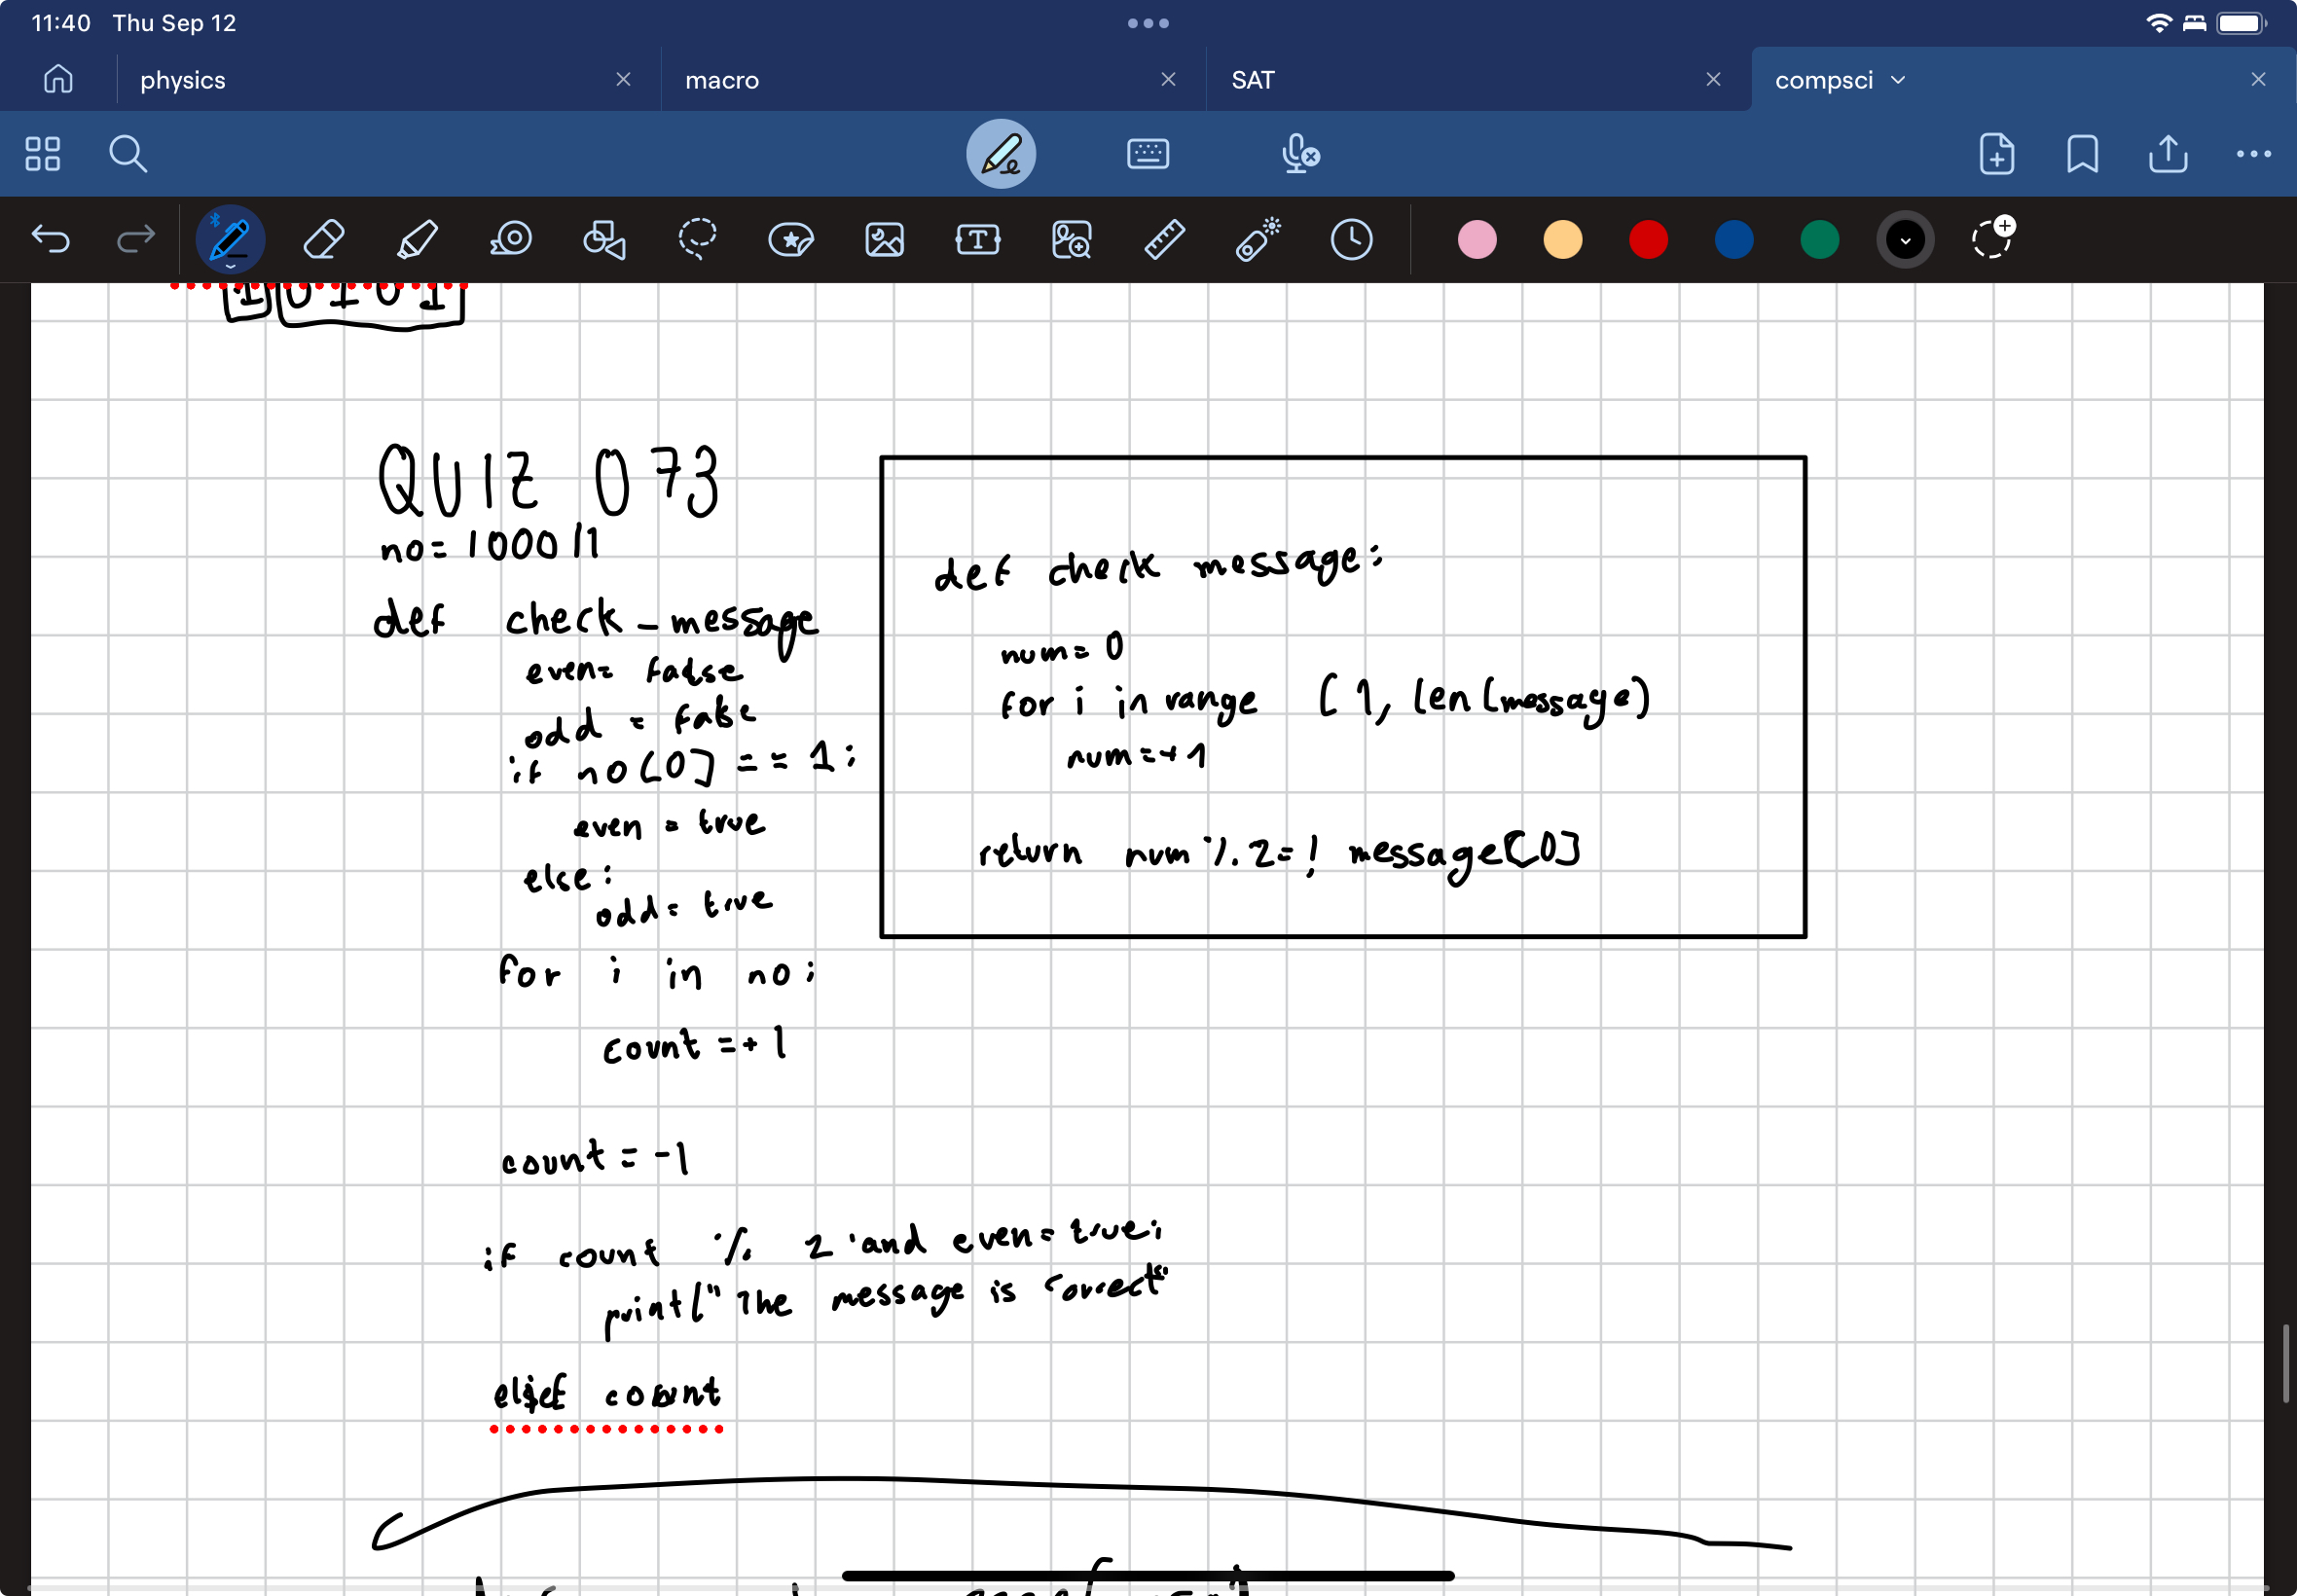 11:40 Thu Sep 12
physics
macro
SAT
compsci
QUIZ 073
no= 1000 11
def check_message
even= false
odd = false
if no[0] == 1:
even = true
else:
odd= true
for i in no:
count =+ 1
count = -1
if count % 2 and even=true:
print("The message is correct"
elif count
def check message:
num= 0
for i in range (1, len(message)
num=+1
return num % 2=! message[0]